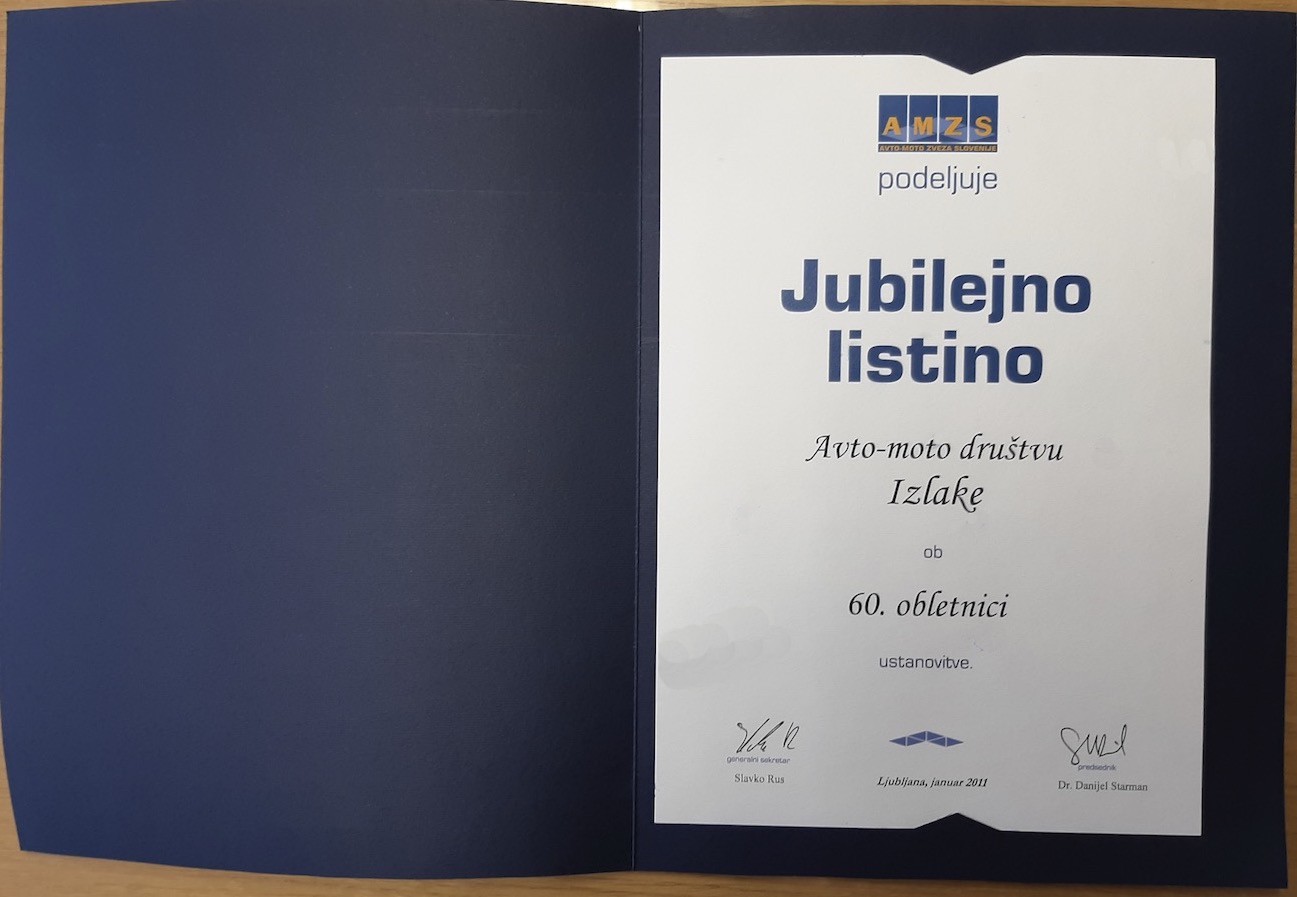 AMZS
AVTO-MOTO ZVEZA SLOVENIJE
podeljuje
Jubilejno
listino
Avto-moto društvu
Izlake
ob
60. obletnici
ustanovitve.
generalni sekretar
Slavko Rus
Ljubljana, januar 2011
predsednik
Dr. Danijel Starman